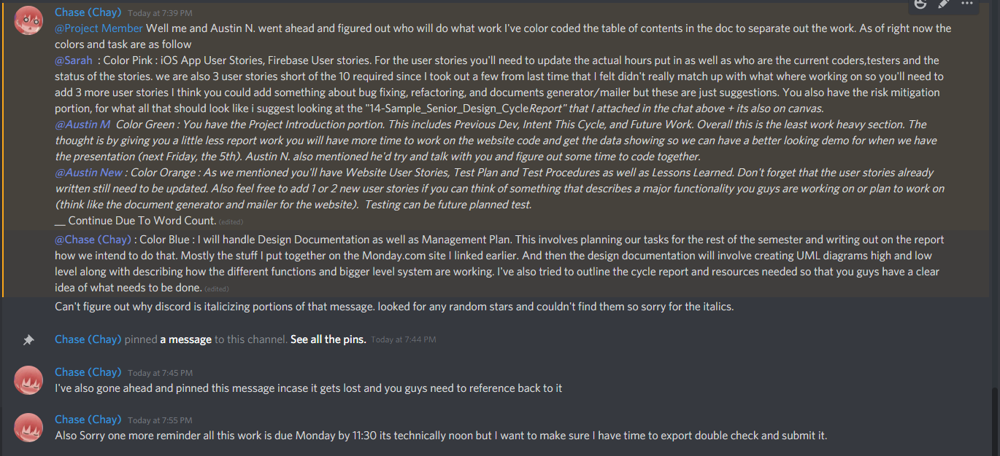 Chase (Chay) Today at 7:39 PM
@Project Member Well me and Austin N. went ahead and figured out who will do what work I've color coded the table of contents in the doc to separate out the work. As of right now the
colors and task are as follow
@Sarah : Color Pink : iOS App User Stories, Firebase User stories. For the user stories you'll need to update the actual hours put in as well as who are the current coders,testers and the
status of the stories. we are also 3 user stories short of the 10 required since I took out a few from last time that I felt didn't really match up with what where working on so you'll need to
add 3 more user stories I think you could add something about bug fixing, refactoring, and documents generator/mailer but these are just suggestions. You also have the risk mitigation
portion, for what all that should look like i suggest looking at the "14-Sample_Senior_Design_CycleReport" that I attached in the chat above + its also on canvas.
@Austin M Color Green : You have the Project Introduction portion. This includes Previous Dev, Intent This Cycle, and Future Work. Overall this is the least work heavy section. The
thought is by giving you a little less report work you will have more time to work on the website code and get the data showing so we can have a better looking demo for when we have
the presentation (next Friday, the 5th). Austin N. also mentioned he'd try and talk with you and figure out some time to code together.
@Austin New : Color Orange : As we mentioned you'll have Website User Stories, Test Plan and Test Procedures as well as Lessons Learned. Don't forget that the user stories already
written still need to be updated. Also feel free to add 1 or 2 new user stories if you can think of something that describes a major functionality you guys are working on or plan to work on
(think like the document generator and mailer for the website). Testing can be future planned test.
__ Continue Due To Word Count. (edited)
@Chase (Chay) : Color Blue : I will handle Design Documentation as well as Management Plan. This involves planning our tasks for the rest of the semester and writing out on the report
how we intend to do that. Mostly the stuff I put together on the Monday.com site I linked earlier. And then the design documentation will involve creating UML diagrams high and low
level along with describing how the different functions and bigger level system are working. I've also tried to outline the cycle report and resources needed so that you guys have a clear
idea of what needs to be done. (edited)
Can't figure out why discord is italicizing portions of that message. looked for any random stars and couldn't find them so sorry for the italics.
Chase (Chay) pinned a message to this channel. See all the pins. Today at 7:44 PM
Chase (Chay) Today at 7:45 PM
I've also gone ahead and pinned this message incase it gets lost and you guys need to reference back to it
Chase (Chay) Today at 7:55 PM
Also Sorry one more reminder all this work is due Monday by 11:30 its technically noon but I want to make sure I have time to export double check and submit it.